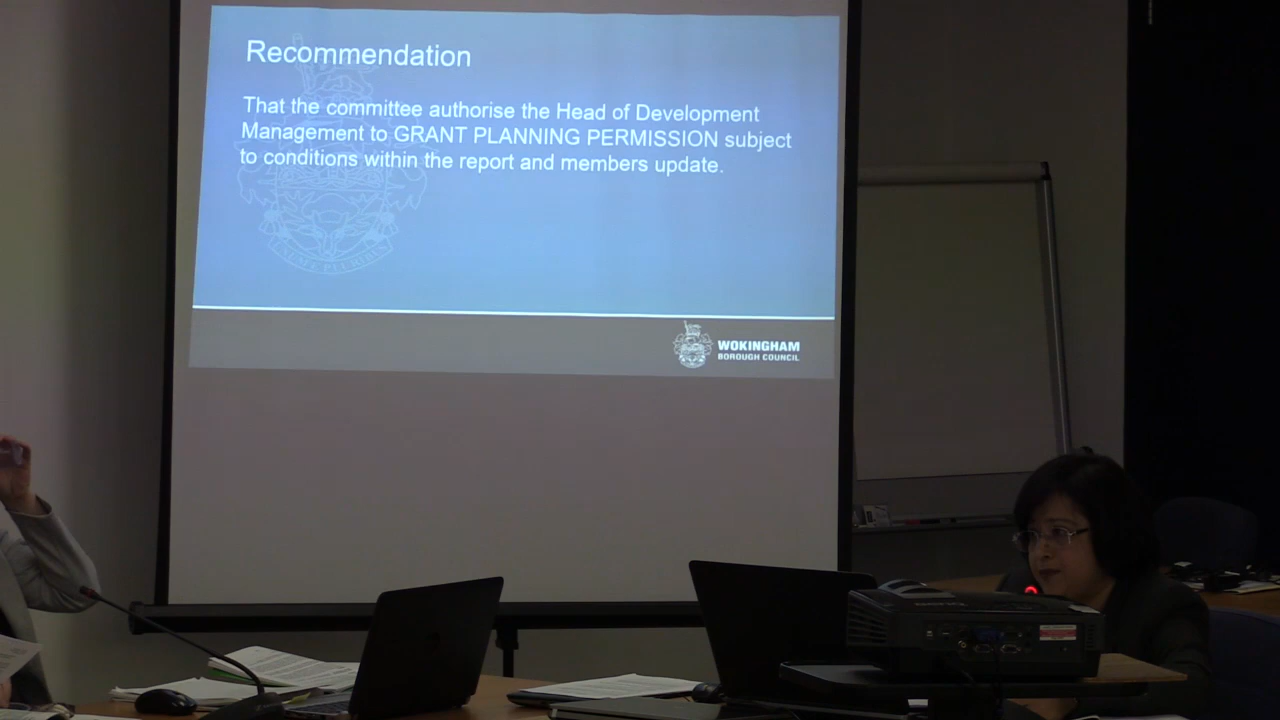 Recommendation
That the committee authorise the Head of Development
Management to GRANT PLANNING PERMISSION subject
to conditions within the report and members update.
WOKINGHAM
BOROUGH COUNCIL